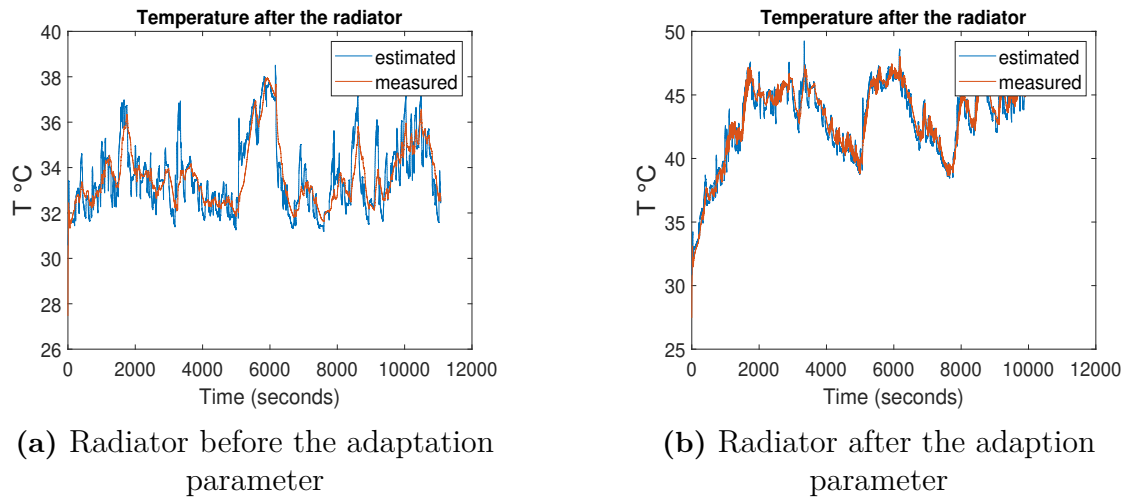 Temperature after the radiator
40
38
36
34
32
30
28
26
T °C
estimated
measured
0 2000 4000 6000 8000 10000 12000
Time (seconds)
(a) Radiator before the adaptation
parameter
Temperature after the radiator
50
45
40
35
30
25
T °C
estimated
measured
0 2000 4000 6000 8000 10000 12000
Time (seconds)
(b) Radiator after the adaption
parameter